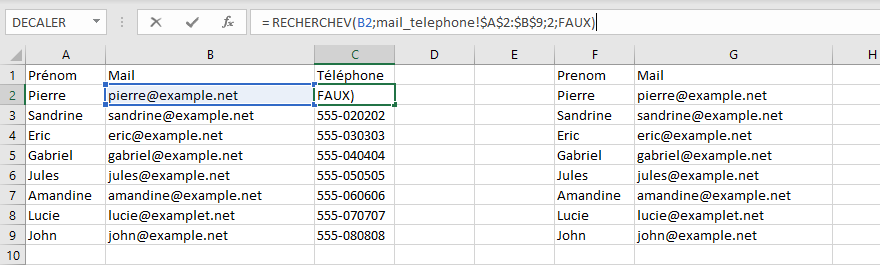 DECALER = RECHERCHEV(B2;mail_telephone!$A$2:$B$9;2;FAUX)
A B C D E F G H
1 Prénom Mail Téléphone Prenom Mail
2 Pierre pierre@example.net FAUX) Pierre pierre@example.net
3 Sandrine sandrine@example.net 555-020202 Sandrine sandrine@example.net
4 Eric eric@example.net 555-030303 Eric eric@example.net
5 Gabriel gabriel@example.net 555-040404 Gabriel gabriel@example.net
6 Jules jules@example.net 555-050505 Jules jules@example.net
7 Amandine amandine@example.net 555-060606 Amandine amandine@example.net
8 Lucie lucie@examplet.net 555-070707 Lucie lucie@examplet.net
9 John john@example.net 555-080808 John john@example.net
10